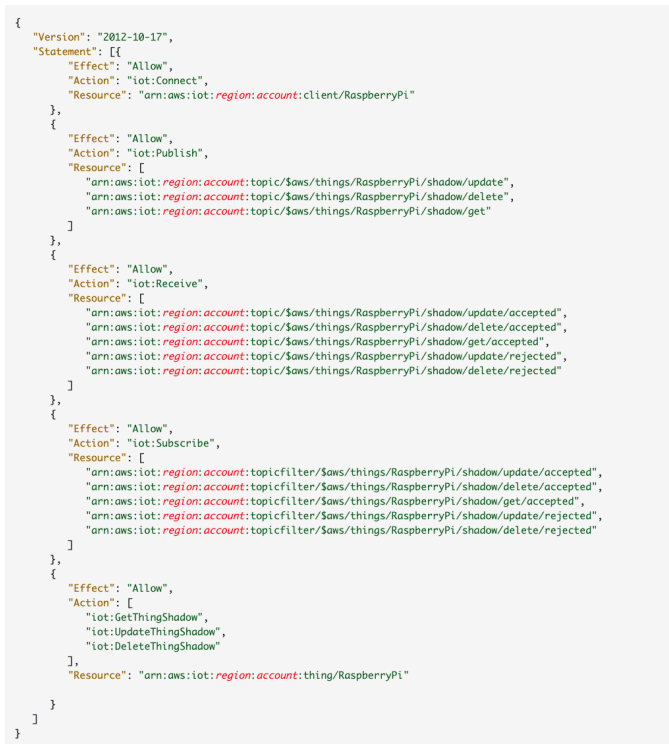 {
"Version": "2012-10-17",
"Statement": [{
"Effect": "Allow",
"Action": "iot:Connect",
"Resource": "arn:aws:iot:region:account:client/RaspberryPi"
},
{
"Effect": "Allow",
"Action": "iot:Publish",
"Resource": [
"arn:aws:iot:region:account:topic/$aws/things/RaspberryPi/shadow/update",
"arn:aws:iot:region:account:topic/$aws/things/RaspberryPi/shadow/delete",
"arn:aws:iot:region:account:topic/$aws/things/RaspberryPi/shadow/get"
]
},
{
"Effect": "Allow",
"Action": "iot:Receive",
"Resource": [
"arn:aws:iot:region:account:topic/$aws/things/RaspberryPi/shadow/update/accepted",
"arn:aws:iot:region:account:topic/$aws/things/RaspberryPi/shadow/delete/accepted",
"arn:aws:iot:region:account:topic/$aws/things/RaspberryPi/shadow/get/accepted",
"arn:aws:iot:region:account:topic/$aws/things/RaspberryPi/shadow/update/rejected",
"arn:aws:iot:region:account:topic/$aws/things/RaspberryPi/shadow/delete/rejected"
]
},
{
"Effect": "Allow",
"Action": "iot:Subscribe",
"Resource": [
"arn:aws:iot:region:account:topicfilter/$aws/things/RaspberryPi/shadow/update/accepted",
"arn:aws:iot:region:account:topicfilter/$aws/things/RaspberryPi/shadow/delete/accepted",
"arn:aws:iot:region:account:topicfilter/$aws/things/RaspberryPi/shadow/get/accepted",
"arn:aws:iot:region:account:topicfilter/$aws/things/RaspberryPi/shadow/update/rejected",
"arn:aws:iot:region:account:topicfilter/$aws/things/RaspberryPi/shadow/delete/rejected"
]
},
{
"Effect": "Allow",
"Action": [
"iot:GetThingShadow",
"iot:UpdateThingShadow",
"iot:DeleteThingShadow"
],
"Resource": "arn:aws:iot:region:account:thing/RaspberryPi"
}
]
}